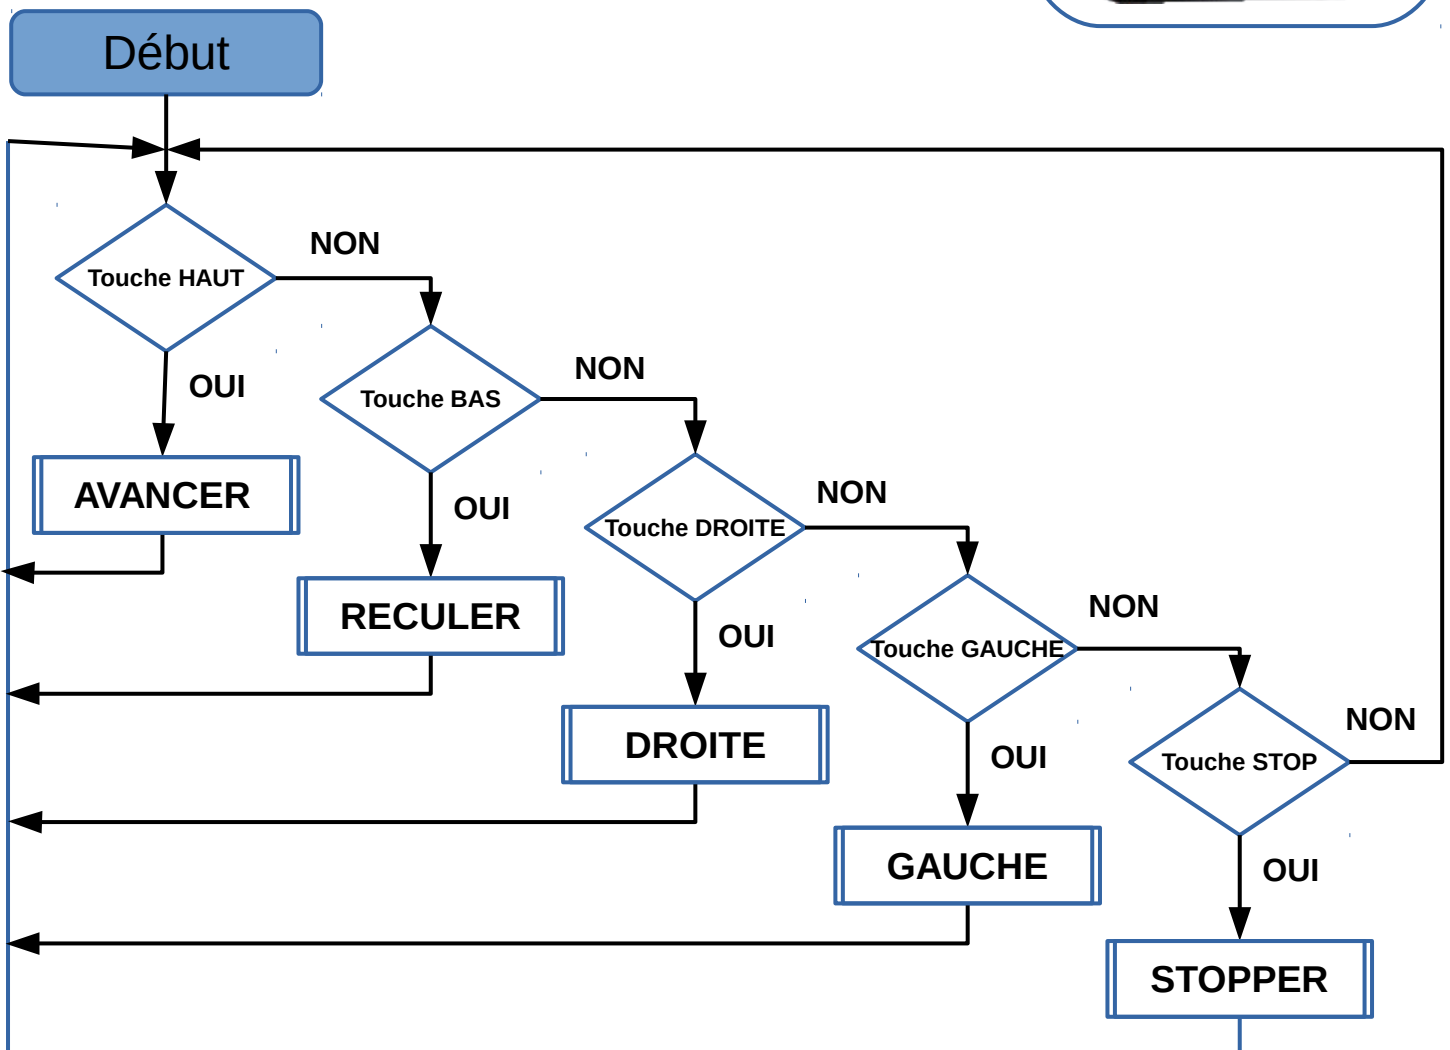 Début
NON
Touche HAUT
OUI
NON
Touche BAS
AVANCER
OUI
NON
Touche DROITE
RECULER
OUI
NON
Touche GAUCHE
DROITE
OUI
NON
Touche STOP
GAUCHE
OUI
STOPPER